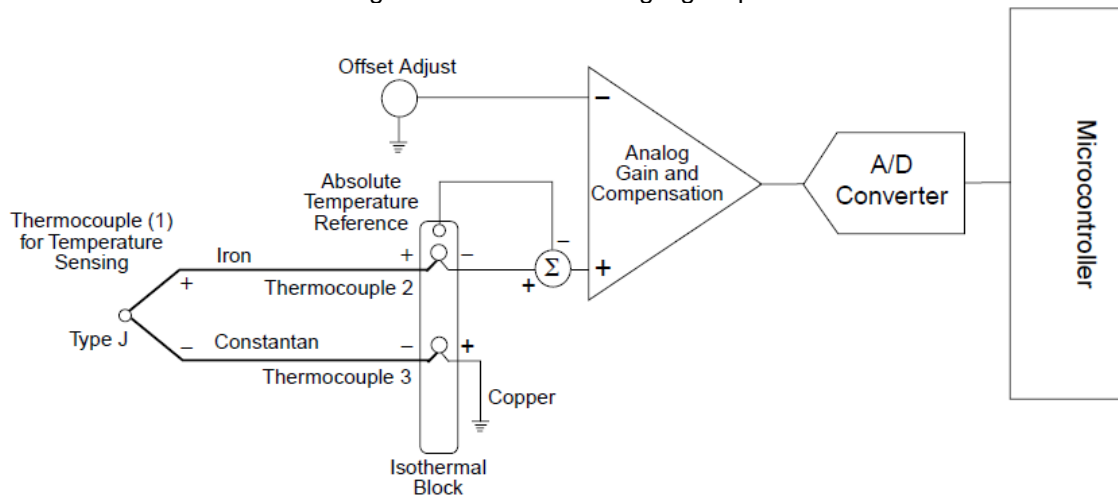 Offset Adjust
−
Analog
Gain and
Compensation
+
A/D
Converter
Microcontroller
Absolute
Temperature
Reference
−
+
Σ
Thermocouple (1)
for Temperature
Sensing
Iron
+
+
−
Thermocouple 2
Type J
−
Constantan
−
+
Thermocouple 3
Copper
Isothermal
Block